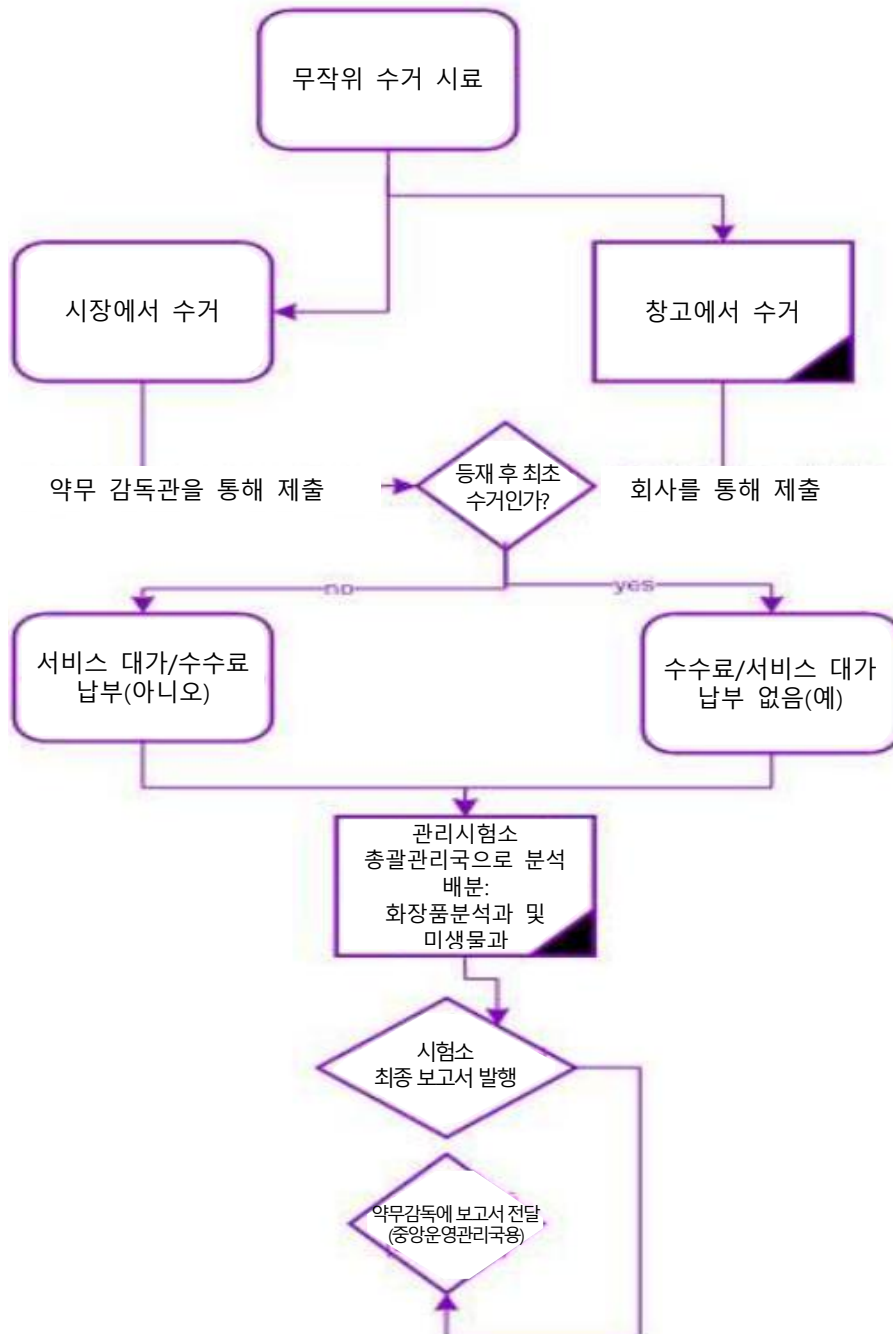 무작위 수거 시료
시장에서 수거
창고에서 수거
약무 감독관을 통해 제출
등재 후 최초
수거인가?
회사를 통해 제출
no
yes
서비스 대가/수수료
납부(아니오)
수수료/서비스 대가
납부 없음(예)
관리시험소
총괄관리국으로 분석
배분:
화장품분석과 및
미생물과
시험소
최종 보고서 발행
약무감독에 보고서 전달
(중앙운영관리국용)